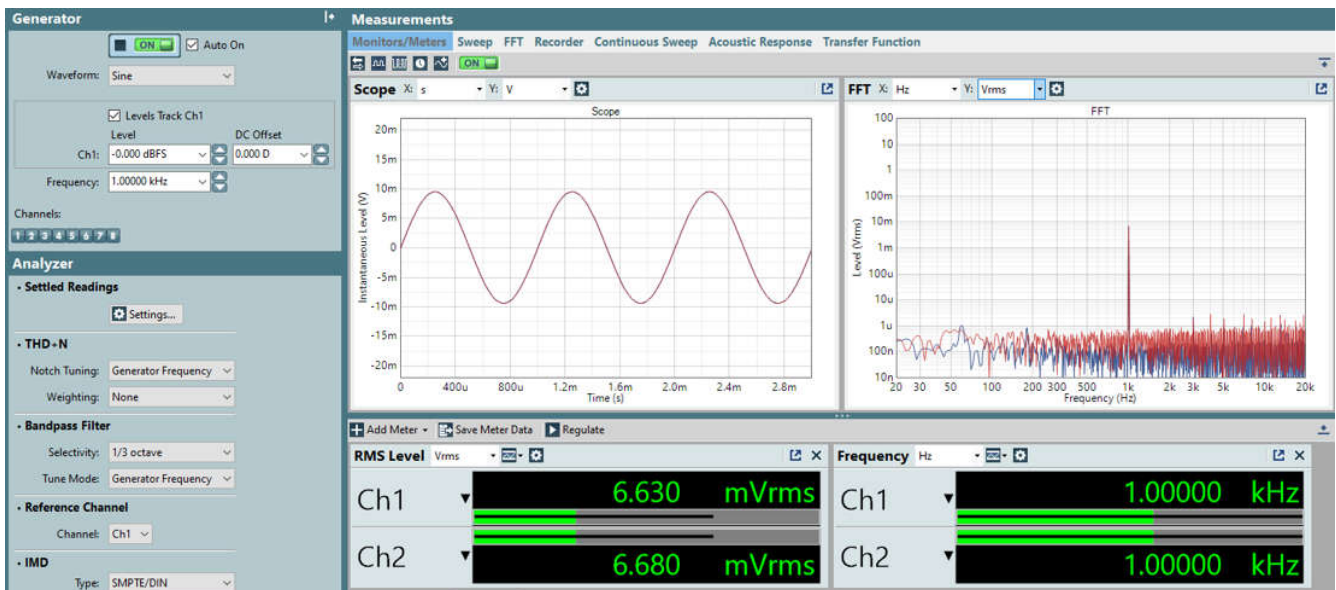 Generator
ON Auto On
Waveform: Sine
Levels Track Ch1
Level DC Offset
Ch1: -0.000 dBFS 0.000 D
Frequency: 1.00000 kHz
Channels:
1 2 3 4 5 6 7 8
Analyzer
Settled Readings
Settings...
THD+N
Notch Tuning: Generator Frequency
Weighting: None
Bandpass Filter
Selectivity: 1/3 octave
Tune Mode: Generator Frequency
Reference Channel
Channel: Ch1
IMD
Type: SMPTE/DIN
Measurements
Monitors/Meters Sweep FFT Recorder Continuous Sweep Acoustic Response Transfer Function
ON
Scope X: s Y: V
Scope
20m
15m
10m
5m
0
-5m
-10m
-15m
-20m
Instantaneous Level (V)
0 400u 800u 1.2m 1.6m 2.0m 2.4m 2.8m
Time (s)
FFT X: Hz Y: Vrms
FFT
100
10
1
100m
10m
1m
100u
10u
1u
100n
10n
Level (Vrms)
20 30 50 100 200 300 500 1k 2k 3k 5k 10k 20k
Frequency (Hz)
Add Meter Save Meter Data Regulate
RMS Level Vrms
Ch1 6.630 mVrms
Ch2 6.680 mVrms
Frequency Hz
Ch1 1.00000 kHz
Ch2 1.00000 kHz